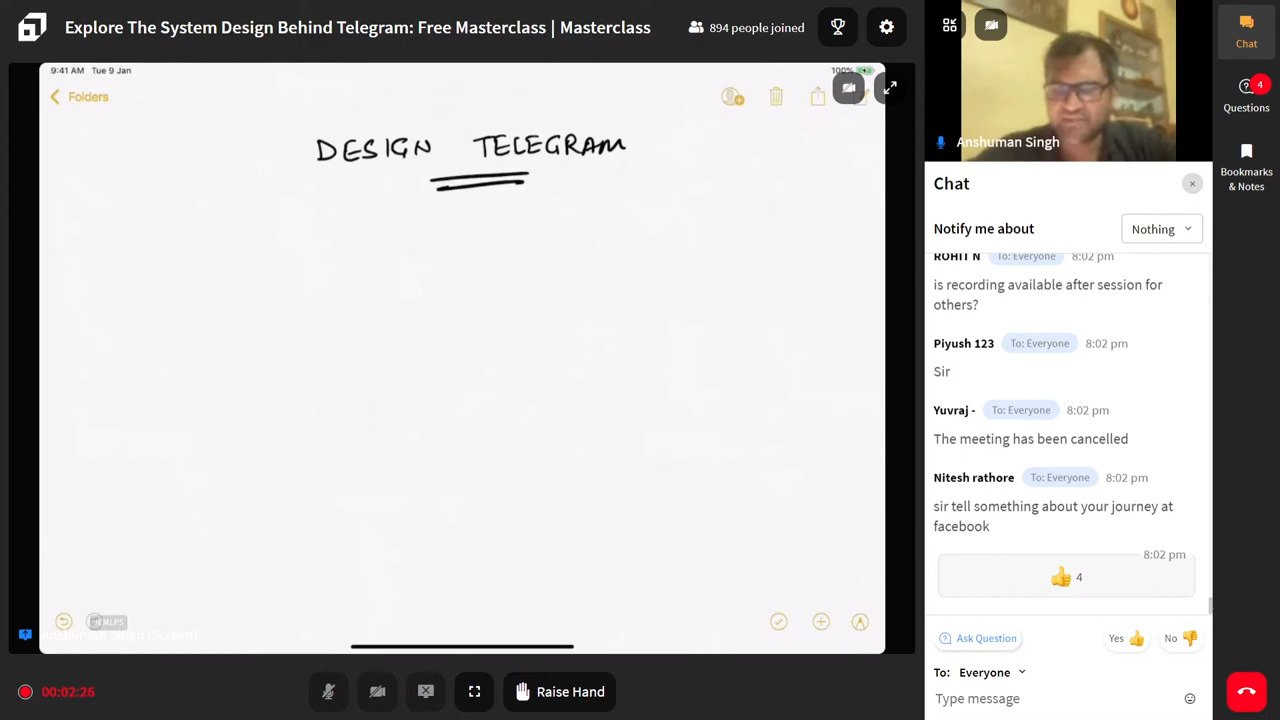 Explore The System Design Behind Telegram: Free Masterclass | Masterclass
894 people joined
9:41 AM Tue 9 Jan
100%
Folders
DESIGN TELEGRAM
Anshuman Singh (Screen)
00:02:26
Raise Hand
Anshuman Singh
Chat
Notify me about
Nothing
ROHIT N To: Everyone 8:02 pm
is recording available after session for
others?
Piyush 123 To: Everyone 8:02 pm
Sir
Yuvraj - To: Everyone 8:02 pm
The meeting has been cancelled
Nitesh rathore To: Everyone 8:02 pm
sir tell something about your journey at
facebook
8:02 pm
👍 4
Ask Question
Yes 👍
No 👎
To: Everyone
Type message
Chat
4
Questions
Bookmarks
& Notes